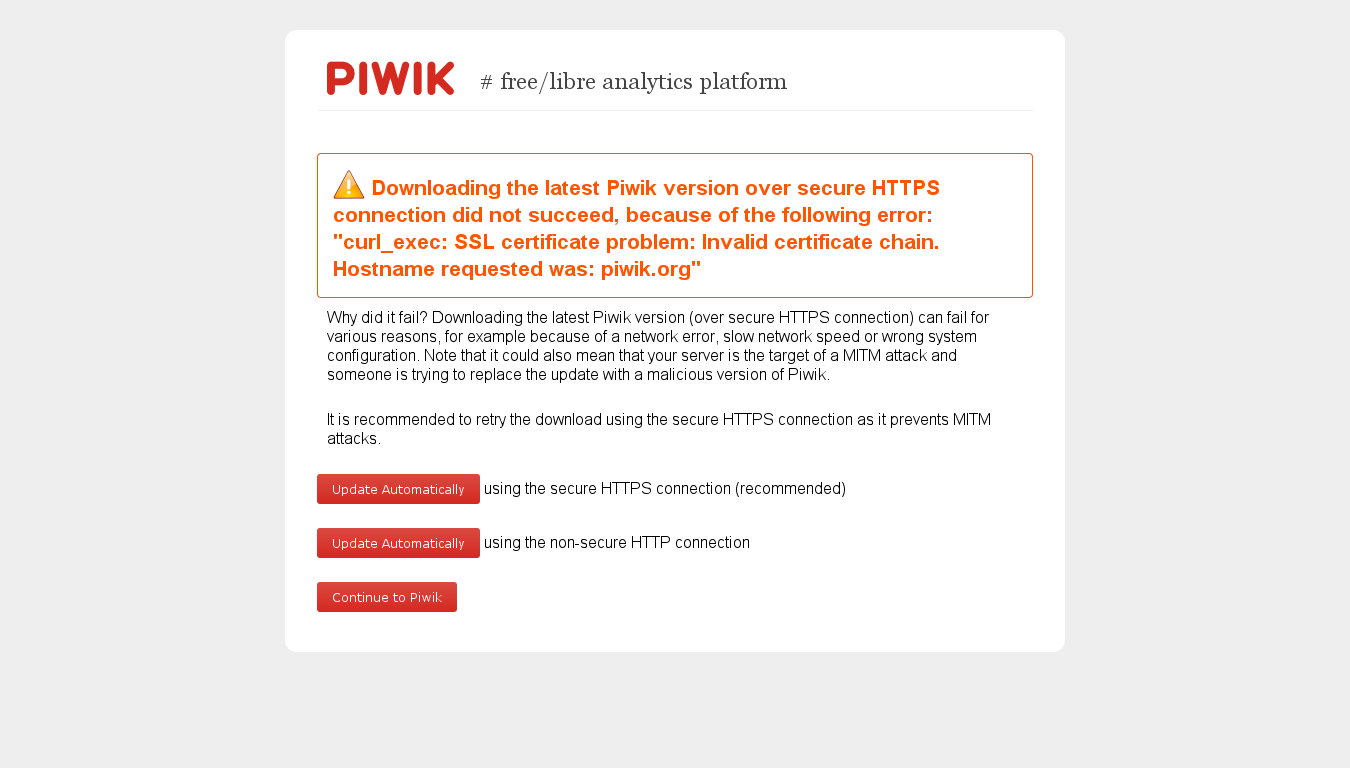 PIWIK # free/libre analytics platform
Downloading the latest Piwik version over secure HTTPS
connection did not succeed, because of the following error:
"curl_exec: SSL certificate problem: Invalid certificate chain.
Hostname requested was: piwik.org"
Why did it fail? Downloading the latest Piwik version (over secure HTTPS connection) can fail for
various reasons, for example because of a network error, slow network speed or wrong system
configuration. Note that it could also mean that your server is the target of a MITM attack and
someone is trying to replace the update with a malicious version of Piwik.
It is recommended to retry the download using the secure HTTPS connection as it prevents MITM
attacks.
Update Automatically using the secure HTTPS connection (recommended)
Update Automatically using the non-secure HTTP connection
Continue to Piwik